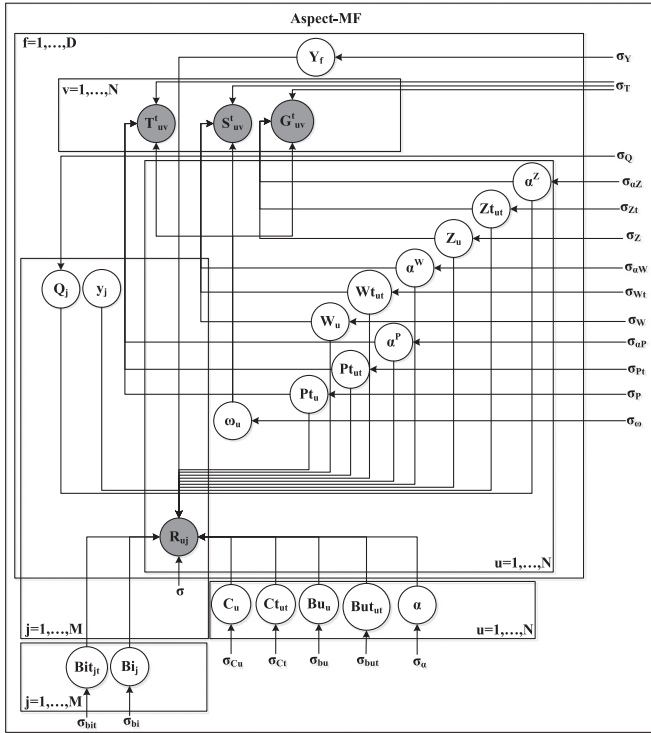 Aspect-MF
f=1,...,D
Y_f
σ_Y
v=1,...,N
σ_T
T^t_uv
S^t_uv
G^t_uv
σ_Q
α^Z
σ_αZ
Zt_ut
σ_Zt
Z_u
σ_Z
α^W
σ_αW
Q_j
y_j
Wt_ut
σ_Wt
W_u
σ_W
α^P
σ_αP
Pt_ut
σ_Pt
Pt_u
σ_P
ω_u
σ_ω
R_uj
u=1,...,N
σ
C_u
Ct_ut
Bu_u
But_ut
α
j=1,...,M
u=1,...,N
σ_Cu
σ_Ct
σ_bu
σ_but
σ_α
Bit_jt
Bi_j
j=1,...,M
σ_bit
σ_bi